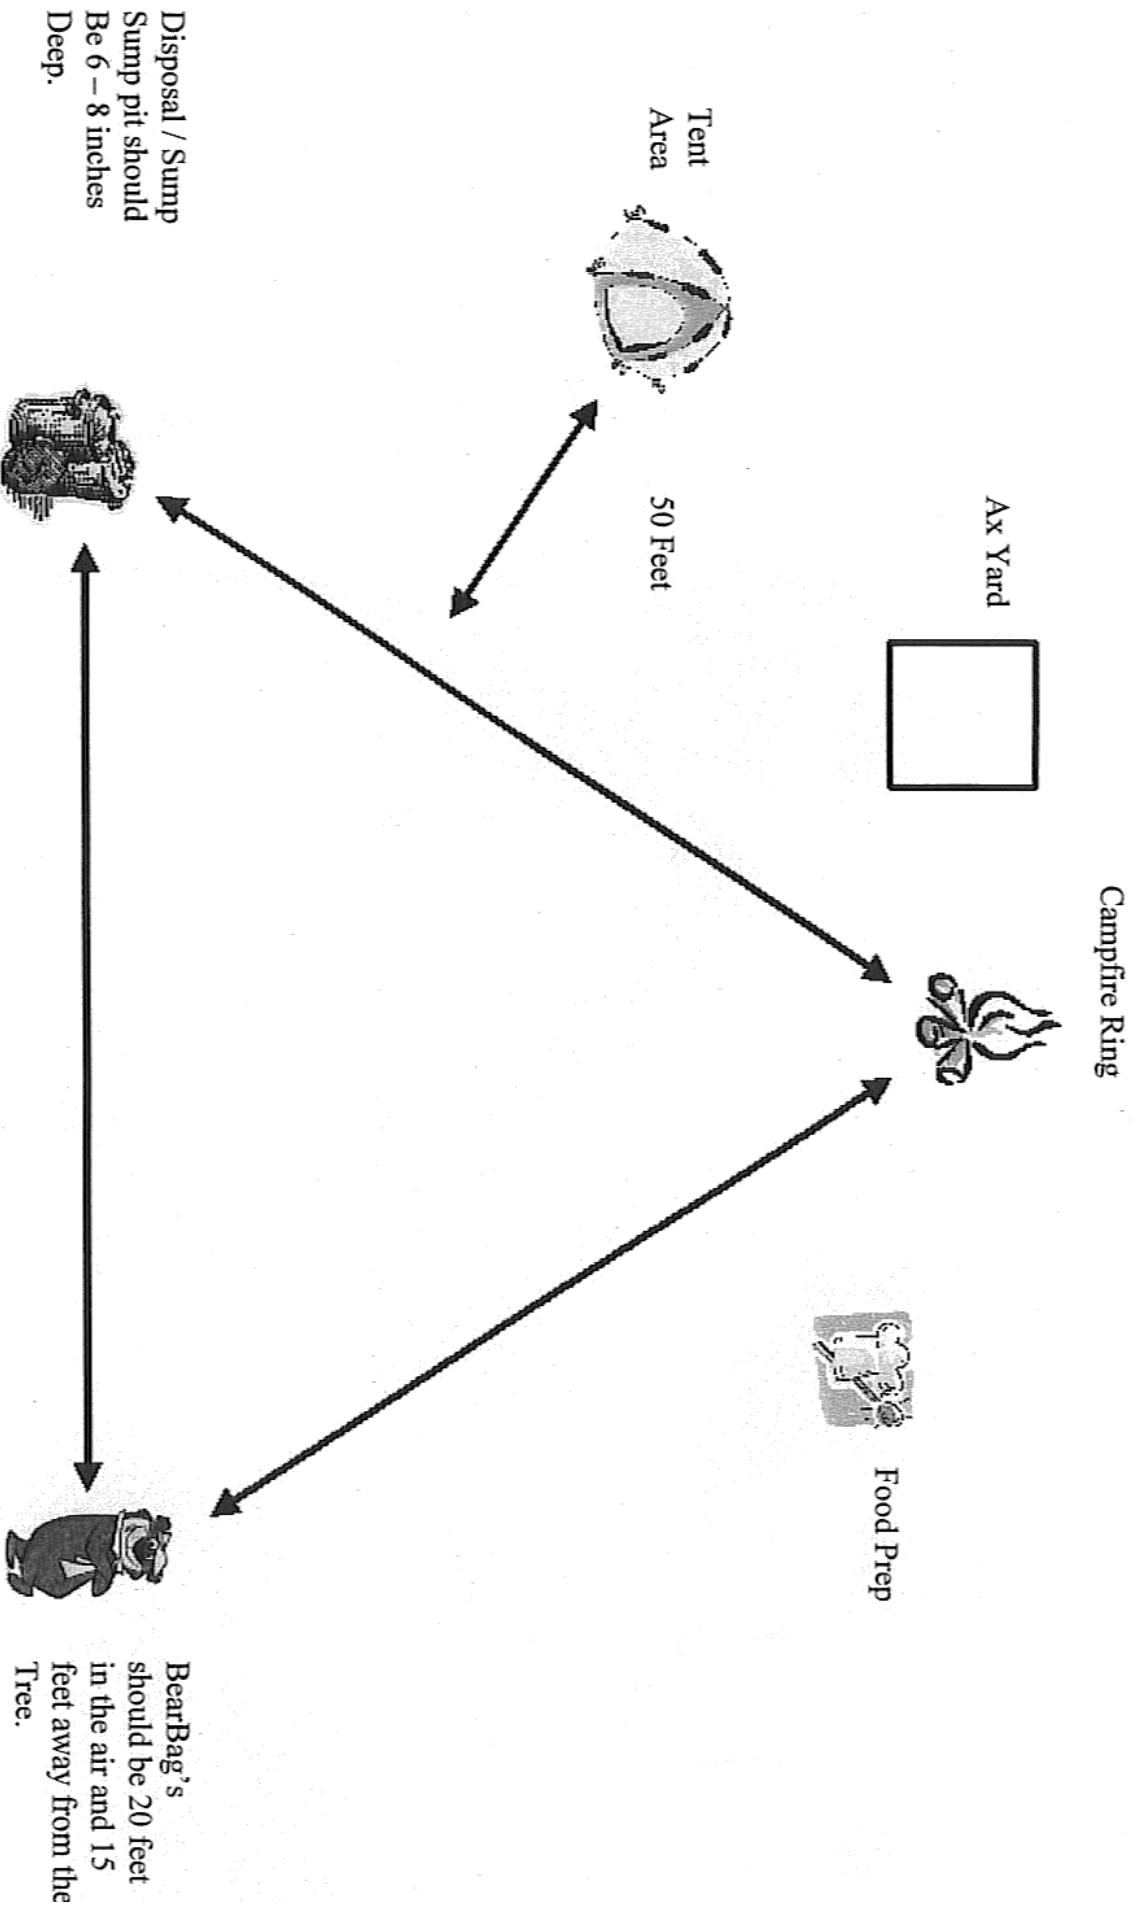 Campfire Ring
Ax Yard
Food Prep
Tent
Area
50 Feet
Disposal / Sump
Sump pit should
Be 6 – 8 inches
Deep.
BearBag's
should be 20 feet
in the air and 15
feet away from the
Tree.